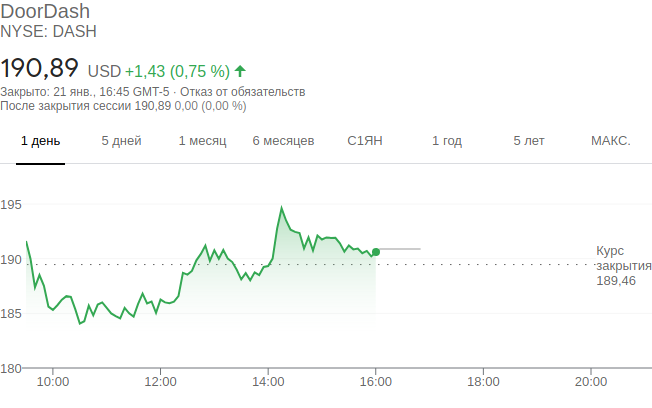 DoorDash
NYSE: DASH
190,89 USD +1,43 (0,75 %)
Закрыто: 21 янв., 16:45 GMT-5 · Отказ от обязательств
После закрытия сессии 190,89 0,00 (0,00 %)
1 день 5 дней 1 месяц 6 месяцев С1ЯН 1 год 5 лет МАКС.
195
190
185
180
Курс
закрытия
189,46
10:00 12:00 14:00 16:00 18:00 20:00